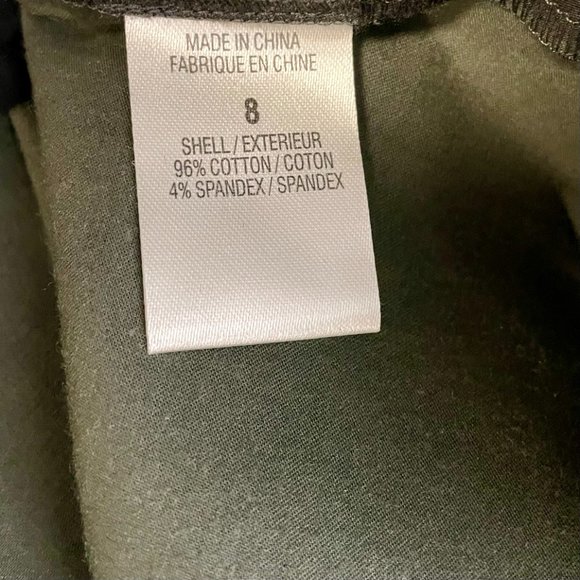 MADE IN CHINA
FABRIQUE EN CHINE
8
SHELL / EXTERIEUR
96% COTTON / COTON
4% SPANDEX / SPANDEX